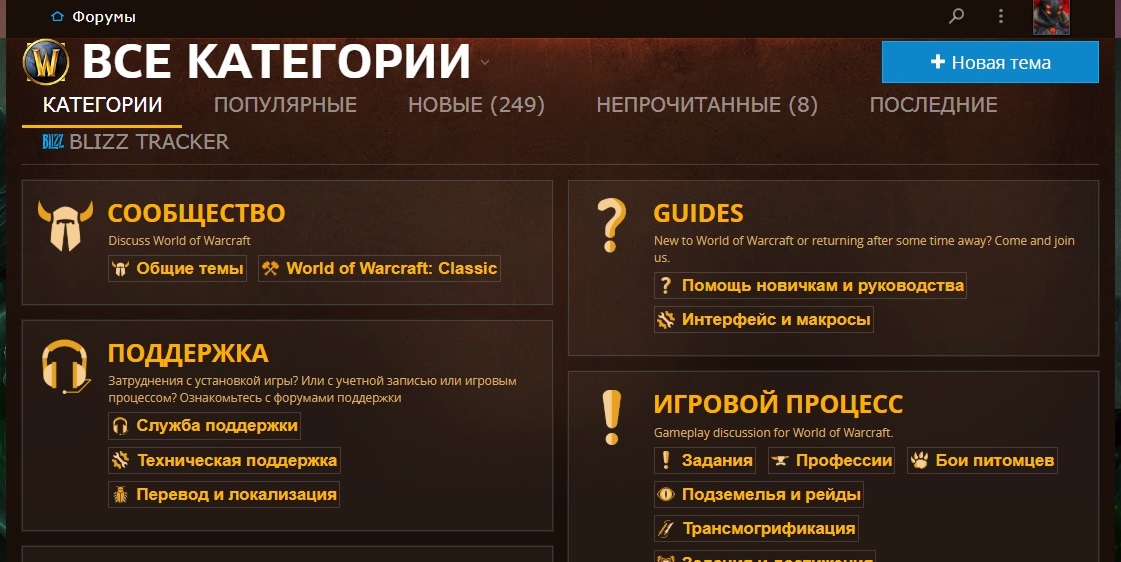 Форумы
ВСЕ КАТЕГОРИИ
+ Новая тема
КАТЕГОРИИ ПОПУЛЯРНЫЕ НОВЫЕ (249) НЕПРОЧИТАННЫЕ (8) ПОСЛЕДНИЕ
BLIZZ BLIZZ TRACKER
СООБЩЕСТВО
Discuss World of Warcraft
Общие темы World of Warcraft: Classic
ПОДДЕРЖКА
Затруднения с установкой игры? Или с учетной записью или игровым
процессом? Ознакомьтесь с форумами поддержки
Служба поддержки
Техническая поддержка
Перевод и локализация
GUIDES
New to World of Warcraft or returning after some time away? Come and join
us.
Помощь новичкам и руководства
Интерфейс и макросы
ИГРОВОЙ ПРОЦЕСС
Gameplay discussion for World of Warcraft.
Задания Профессии Бои питомцев
Подземелья и рейды
Трансмогрификация
Задания и достижения